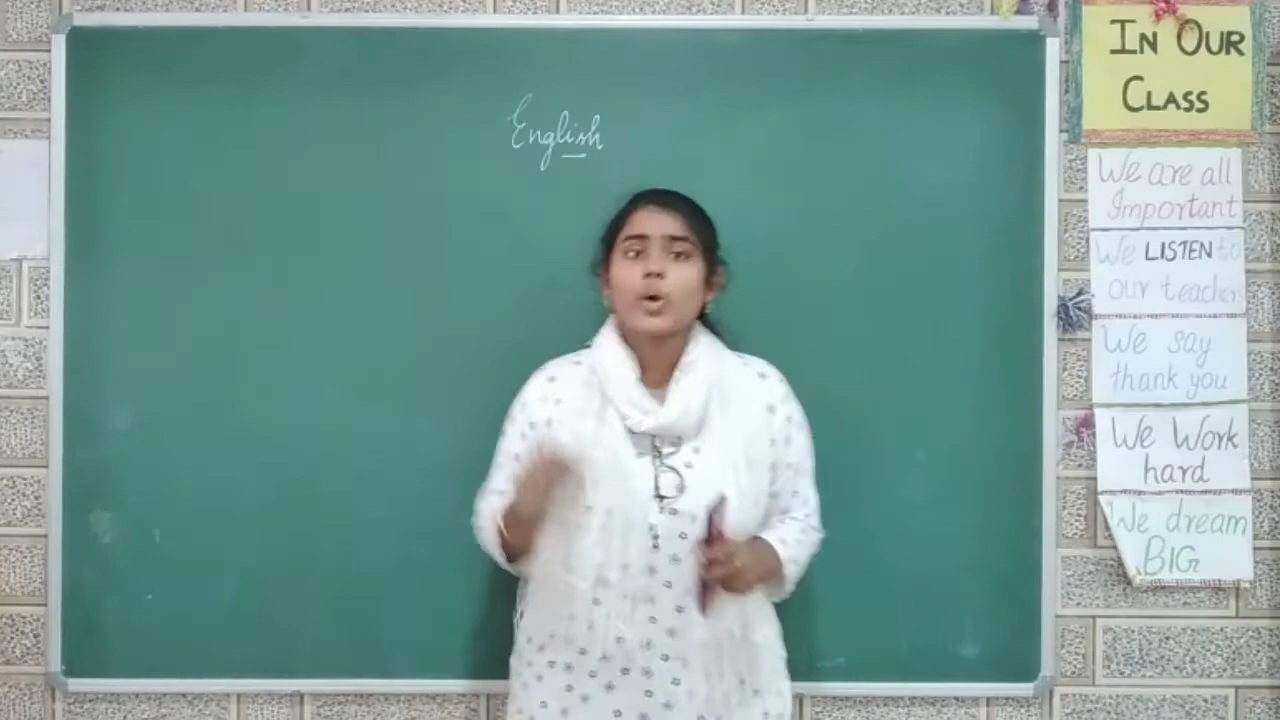 English
In Our
Class
We are all
Important
We LISTEN to
our teacher
We say
thank you
We Work
hard
We dream
BIG